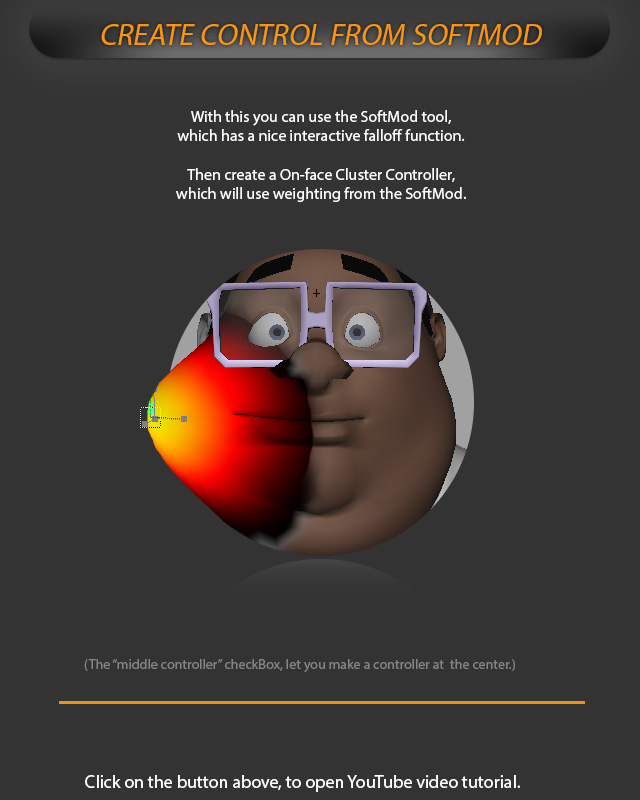 CREATE CONTROL FROM SOFTMOD
With this you can use the SoftMod tool,
which has a nice interactive falloff function.
Then create a On-face Cluster Controller,
which will use weighting from the SoftMod.
(The “middle controller” checkBox, let you make a controller at the center.)
Click on the button above, to open YouTube video tutorial.